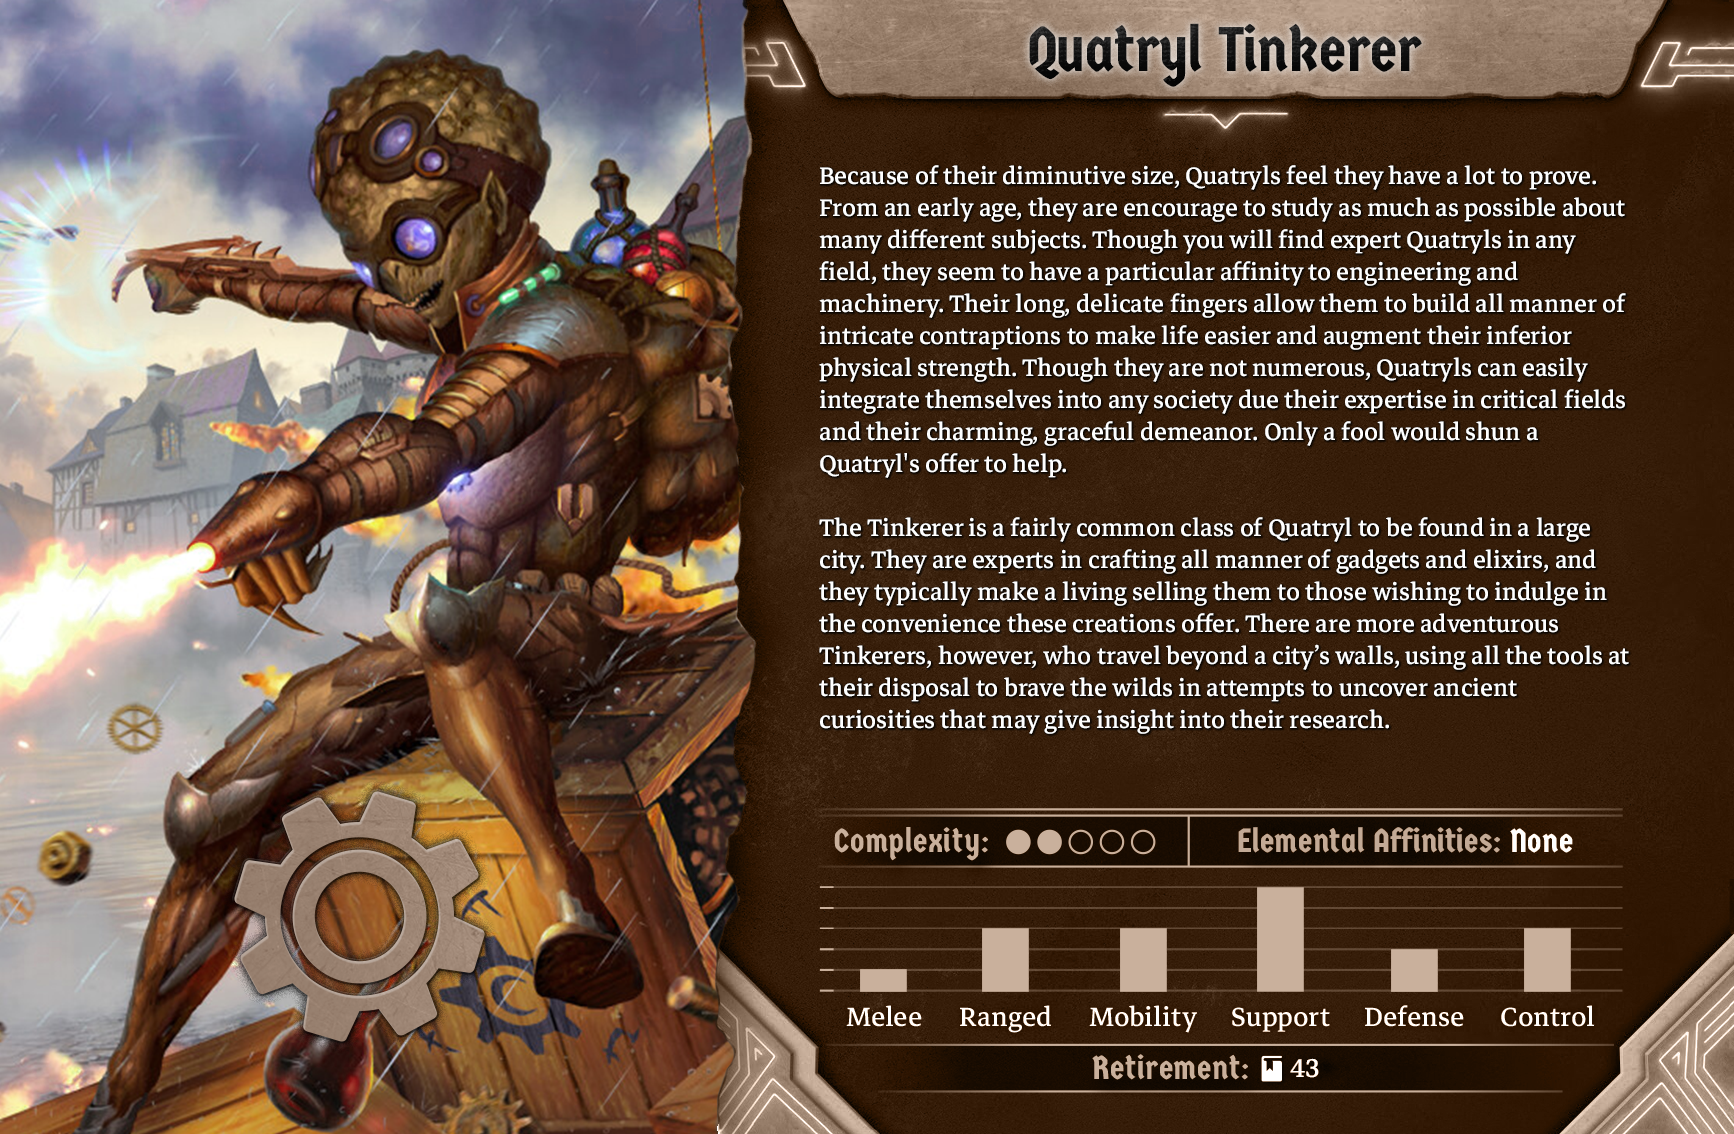 Quatryl Tinkerer
Because of their diminutive size, Quatryls feel they have a lot to prove.
From an early age, they are encourage to study as much as possible about
many different subjects. Though you will find expert Quatryls in any
field, they seem to have a particular affinity to engineering and
machinery. Their long, delicate fingers allow them to build all manner of
intricate contraptions to make life easier and augment their inferior
physical strength. Though they are not numerous, Quatryls can easily
integrate themselves into any society due their expertise in critical fields
and their charming, graceful demeanor. Only a fool would shun a
Quatryl's offer to help.
The Tinkerer is a fairly common class of Quatryl to be found in a large
city. They are experts in crafting all manner of gadgets and elixirs, and
they typically make a living selling them to those wishing to indulge in
the convenience these creations offer. There are more adventurous
Tinkerers, however, who travel beyond a city’s walls, using all the tools at
their disposal to brave the wilds in attempts to uncover ancient
curiosities that may give insight into their research.
Complexity: Elemental Affinities: None
Melee Ranged Mobility Support Defense Control
Retirement: 43